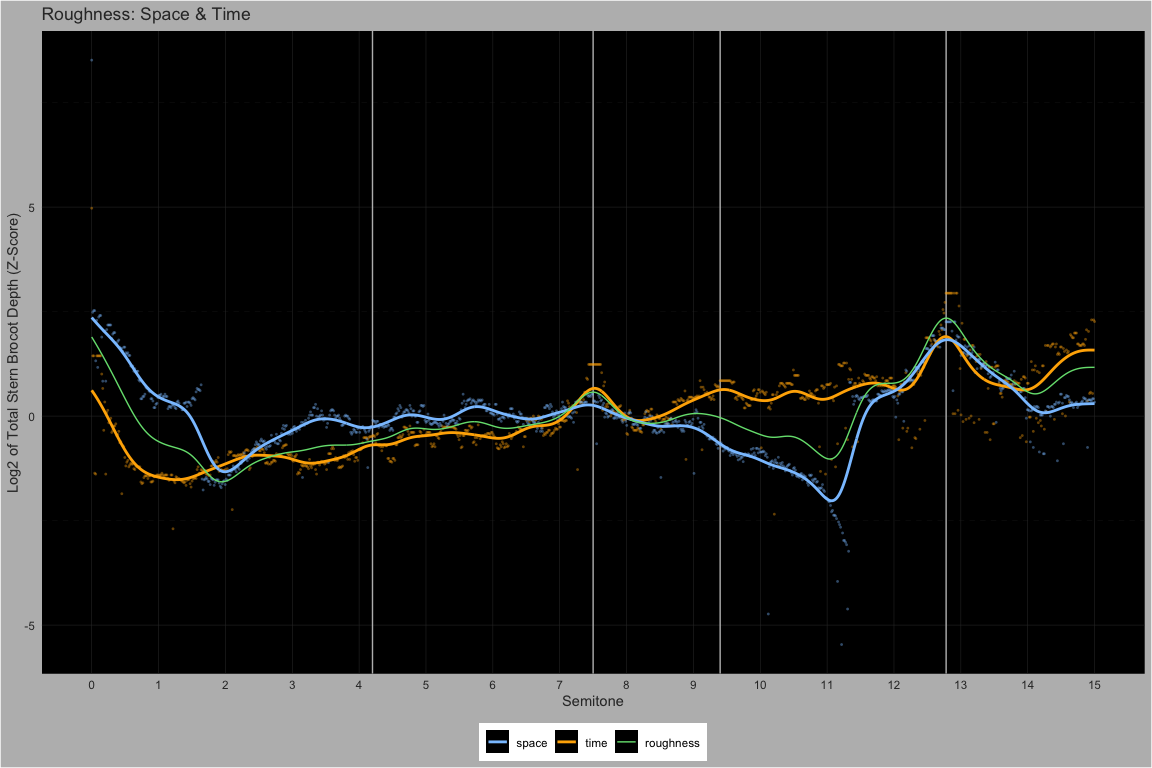 Roughness: Space & Time
Log2 of Total Stern Brocot Depth (Z-Score)
5
0
-5
0 1 2 3 4 5 6 7 8 9 10 11 12 13 14 15
Semitone
space time roughness